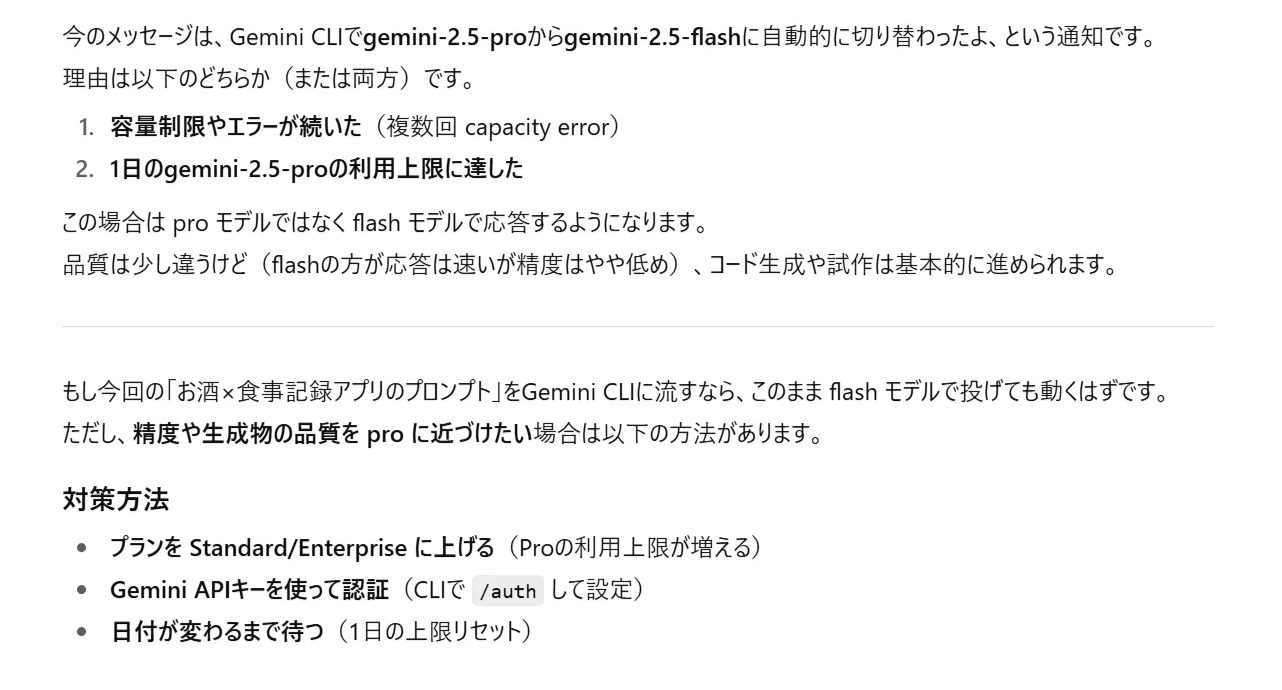 今のメッセージは、Gemini CLIでgemini-2.5-proからgemini-2.5-flashに自動的に切り替わったよ、という通知です。
理由は以下のどちらか（または両方）です。
1. 容量制限やエラーが続いた（複数回 capacity error）
2. 1日のgemini-2.5-proの利用上限に達した
この場合は pro モデルではなく flash モデルで応答するようになります。
品質は少し違うけど（flashの方が応答は速いが精度はやや低め）、コード生成や試作は基本的に進められます。
もし今回の「お酒×食事記録アプリのプロンプト」をGemini CLIに流すなら、このまま flash モデルで投げても動くはずです。
ただし、精度や生成物の品質を pro に近づけたい場合は以下の方法があります。
対策方法
• プランを Standard/Enterprise に上げる（Proの利用上限が増える）
• Gemini APIキーを使って認証（CLIで /auth して設定）
• 日付が変わるまで待つ（1日の上限リセット）